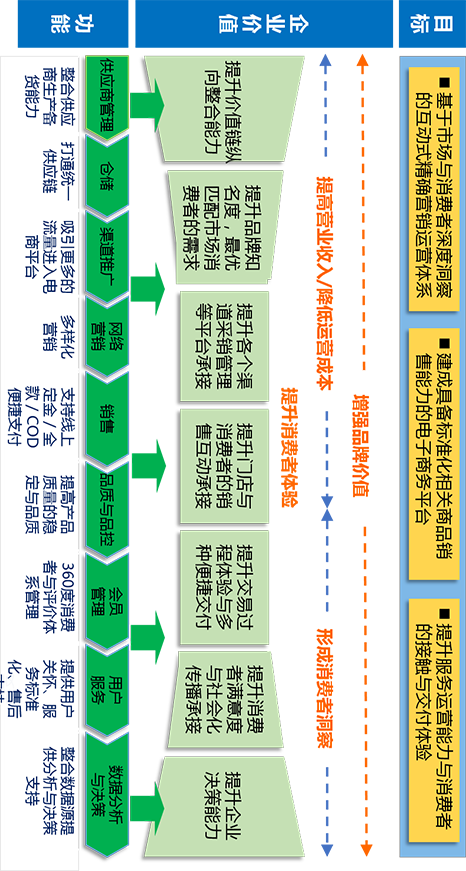 目标
■ 基于市场与消费者深度洞察
的互动式精确营销运营体系
■ 建成具备标准化相关商品销
售能力的电子商务平台
■ 提升服务运营能力与消费者
的接触与交付体验
企业价值
增强品牌价值
提高营业收入/降低运营成本
形成消费者洞察
提升消费者体验
提升价值链纵
向整合能力
提升品牌知
名度，最优
匹配市场消
费者的需求
提升各个渠
道采销管理
等平台承接
提升门店与
消费者的销
售互动承接
提升交易过
程体验与多
种便捷交付
提升消费
者满意度
与社会化
传播承接
提升企业
决策能力
功能
供应商管理
仓储
渠道推广
网络
营销
销售
品质与品控
会员
管理
用户
服务
数据分析
与决策
整合供应
商生产备
货能力
打通统一
供应链
吸引更多的
流量进入电
商平台
多样化
营销
支持线上
定金/全
款/COD
便捷支付
提高产品
质量的稳
定与品质
360度消费
者与评价体
系管理
提供用户
关怀、服
务标准
化、售后
整合数据源提
供分析与决策
支持